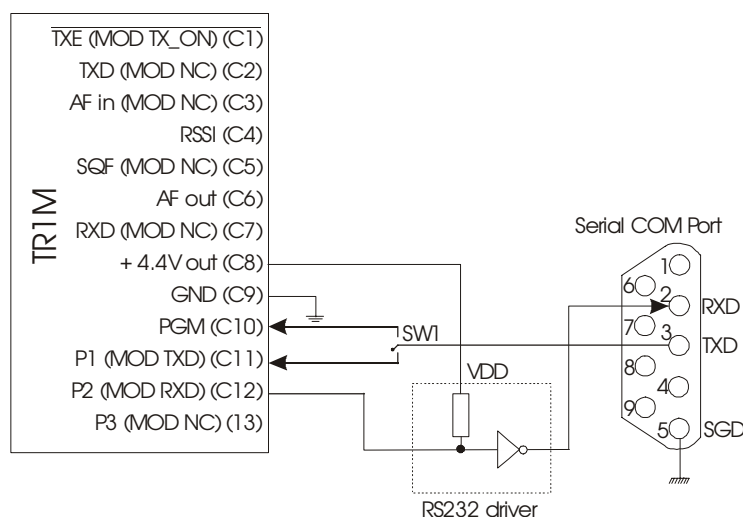 TXE (MOD TX_ON) (C1)
TXD (MOD NC) (C2)
AF in (MOD NC) (C3)
RSSI (C4)
SQF (MOD NC) (C5)
AF out (C6)
RXD (MOD NC) (C7)
+ 4.4V out (C8)
GND (C9)
PGM (C10)
P1 (MOD TXD) (C11)
P2 (MOD RXD) (C12)
P3 (MOD NC) (13)
TR1M
SW1
VDD
RS232 driver
Serial COM Port
1
6
2
RXD
7
3
TXD
8
4
9
5
SGD